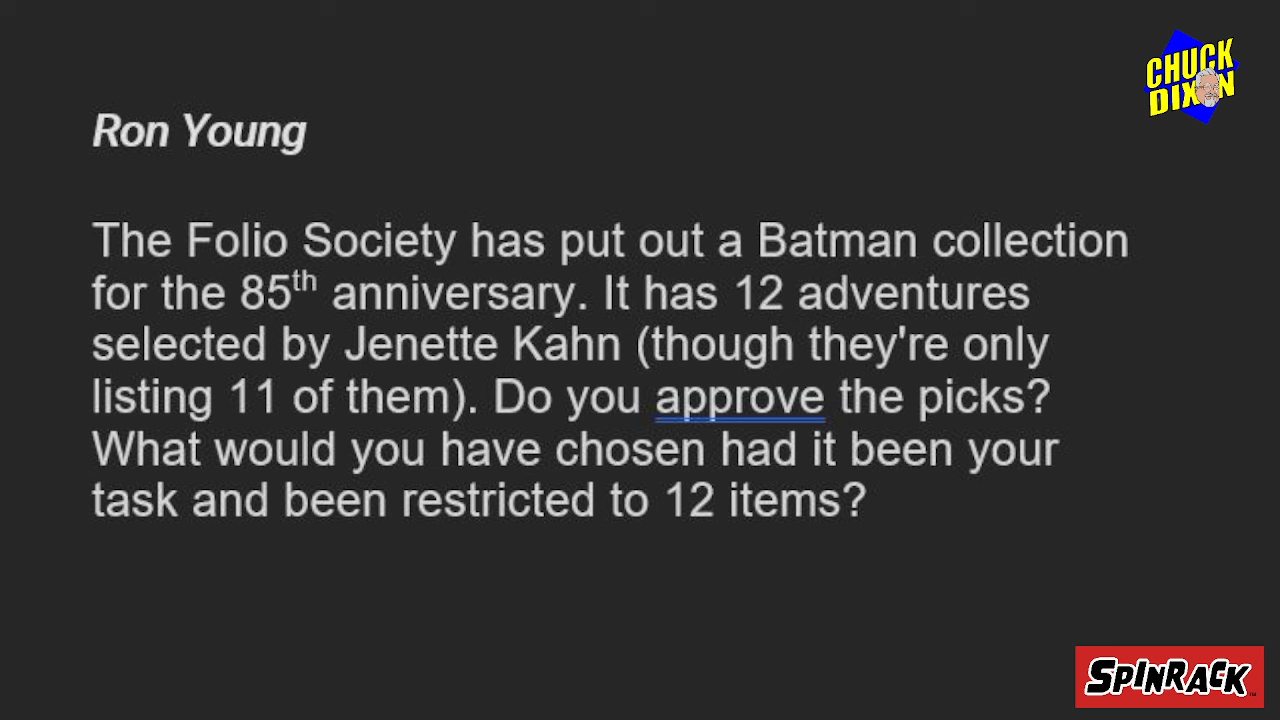 CHUCK
DIXON
Ron Young
The Folio Society has put out a Batman collection
for the 85th anniversary. It has 12 adventures
selected by Jenette Kahn (though they're only
listing 11 of them). Do you approve the picks?
What would you have chosen had it been your
task and been restricted to 12 items?
SPINRACK™